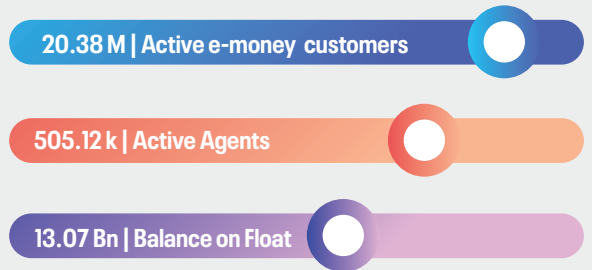 20.38 M | Active e-money customers
505.12 k | Active Agents
13.07 Bn | Balance on Float